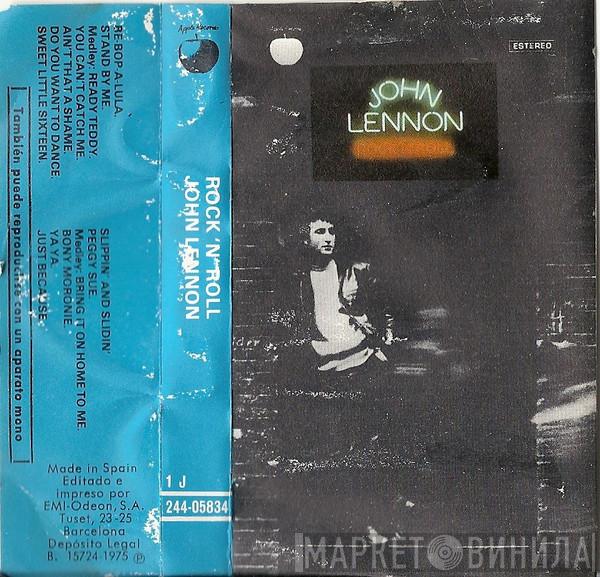 RE-BOP-A-LULA.
STAND BY ME.
Medley: READY TEDDY.
YOU CAN'T CATCH ME.
AIN'T THAT A SHAME.
DO YOU WANT TO DANCE.
SWEET LITTLE SIXTEEN.
SLIPPIN' AND SLIDIN'
PEGGY SUE.
Medley: BRING IT ON HOME TO ME.
BONY MORONIE.
YA YA.
JUST BECAUSE.
También puede reproducirse con un aparato mono
Made in Spain
Editado e
impreso por
EMI-Odeon, S.A.
Tuset, 23-25
Barcelona
Depósito Legal
B. 15724-1975 Ⓟ
Apple Records
ROCK 'N' ROLL
JOHN LENNON
1 J
244-05834
ESTEREO
JOHN
LENNON
МАРКЕТ ВИНИЛА